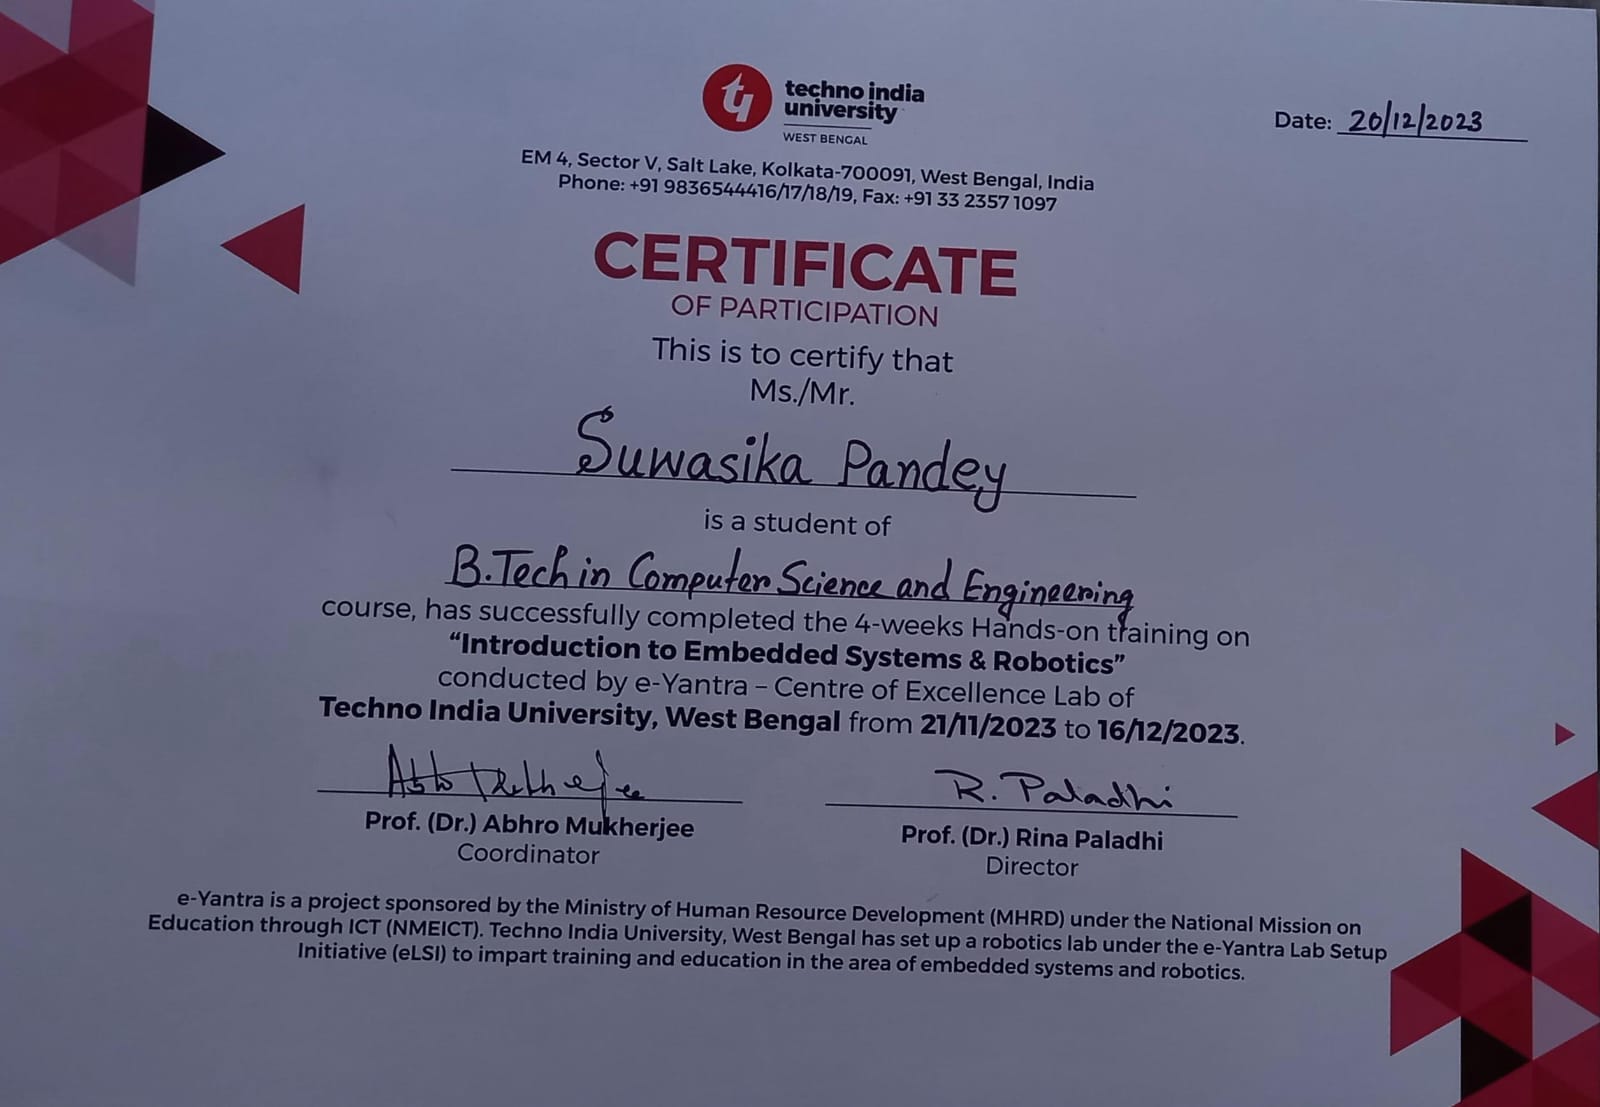 techno india
university
WEST BENGAL
Date: 20/12/2023
EM 4, Sector V, Salt Lake, Kolkata-700091, West Bengal, India
Phone: +91 9836544416/17/18/19, Fax: +91 33 2357 1097
CERTIFICATE
OF PARTICIPATION
This is to certify that
Ms./Mr.
Suwasika Pandey
is a student of
B.Tech in Computer Science and Engineering
course, has successfully completed the 4-weeks Hands-on training on
“Introduction to Embedded Systems & Robotics”
conducted by e-Yantra – Centre of Excellence Lab of
Techno India University, West Bengal from 21/11/2023 to 16/12/2023.
R. Paladhi
Prof. (Dr.) Abhro Mukherjee
Coordinator
Prof. (Dr.) Rina Paladhi
Director
e-Yantra is a project sponsored by the Ministry of Human Resource Development (MHRD) under the National Mission on
Education through ICT (NMEICT). Techno India University, West Bengal has set up a robotics lab under the e-Yantra Lab Setup
Initiative (eLSI) to impart training and education in the area of embedded systems and robotics.